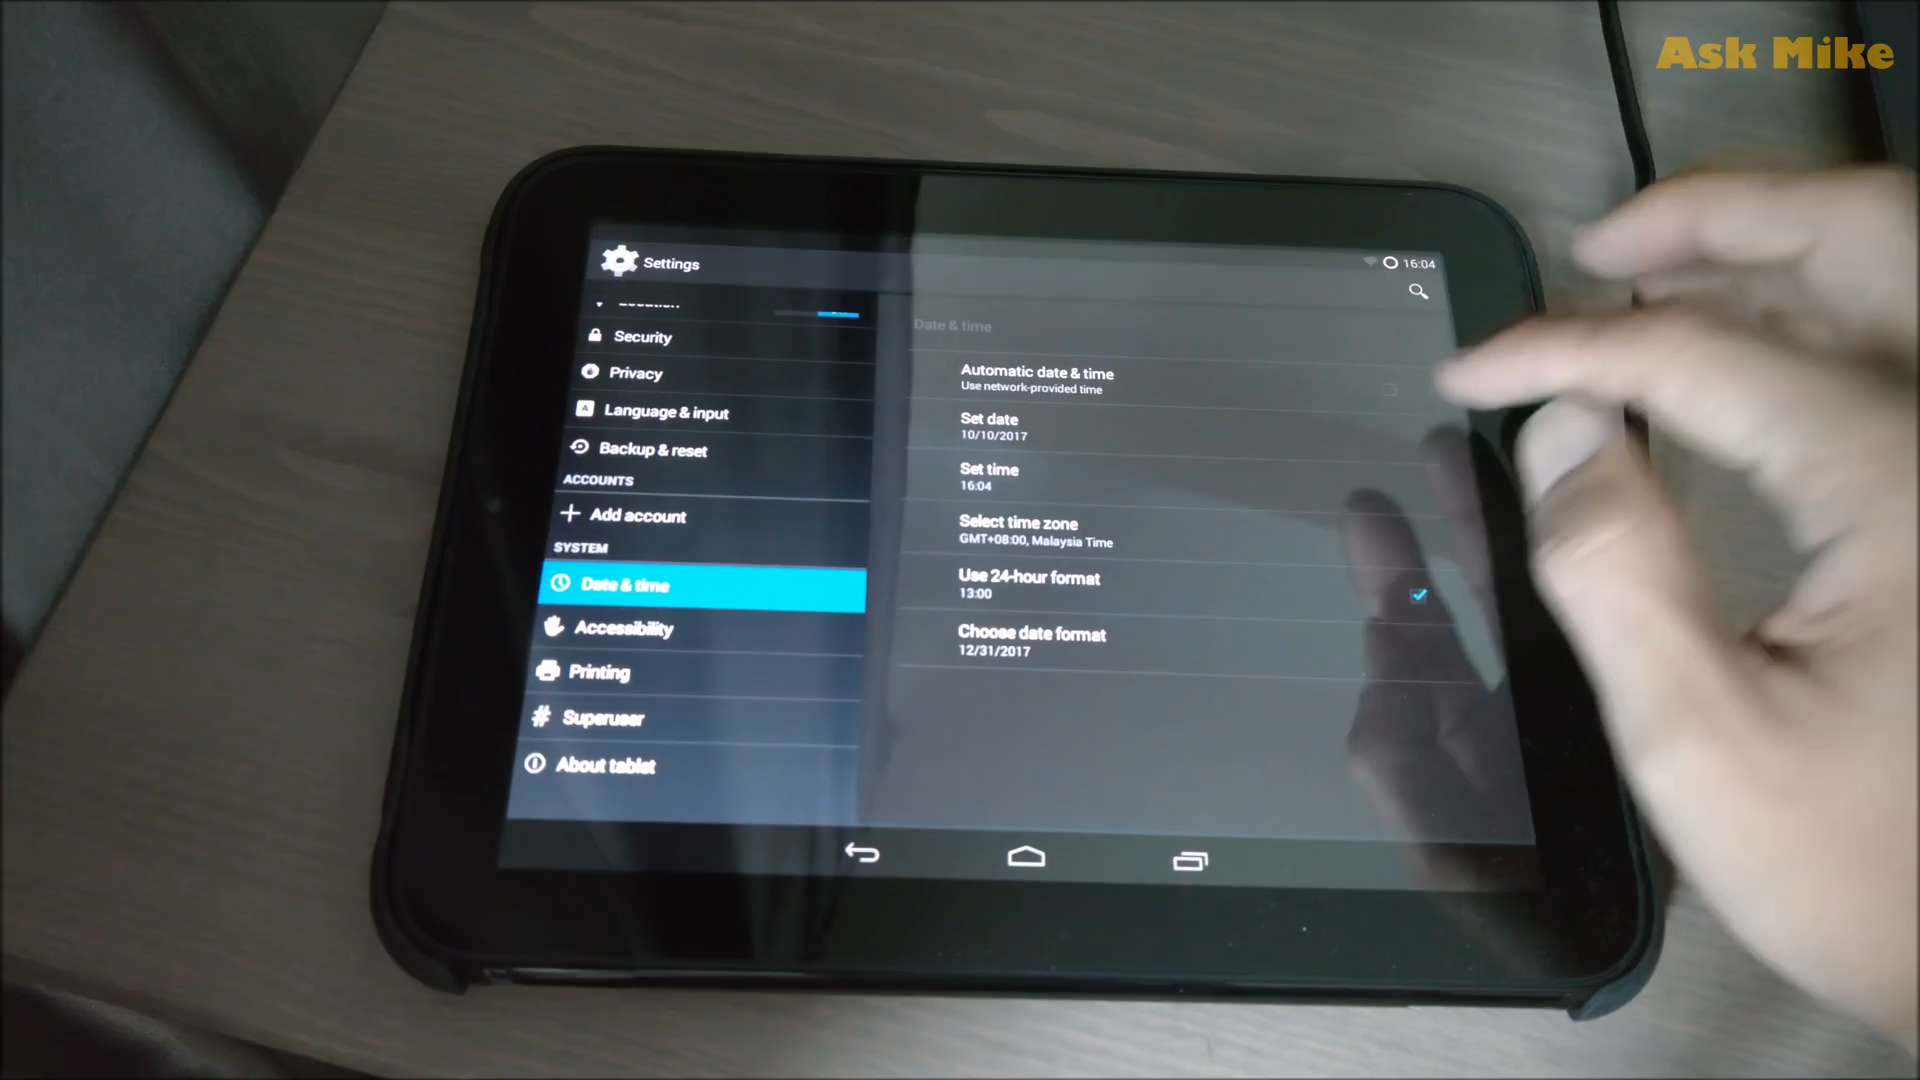 Ask Mike
Settings
16:04
Location
Security
Privacy
Language & input
Backup & reset
ACCOUNTS
Add account
SYSTEM
Date & time
Accessibility
Printing
# Superuser
About tablet
Date & time
Automatic date & time
Use network-provided time
Set date
10/10/2017
Set time
16:04
Select time zone
GMT+08:00, Malaysia Time
Use 24-hour format
13:00
Choose date format
12/31/2017